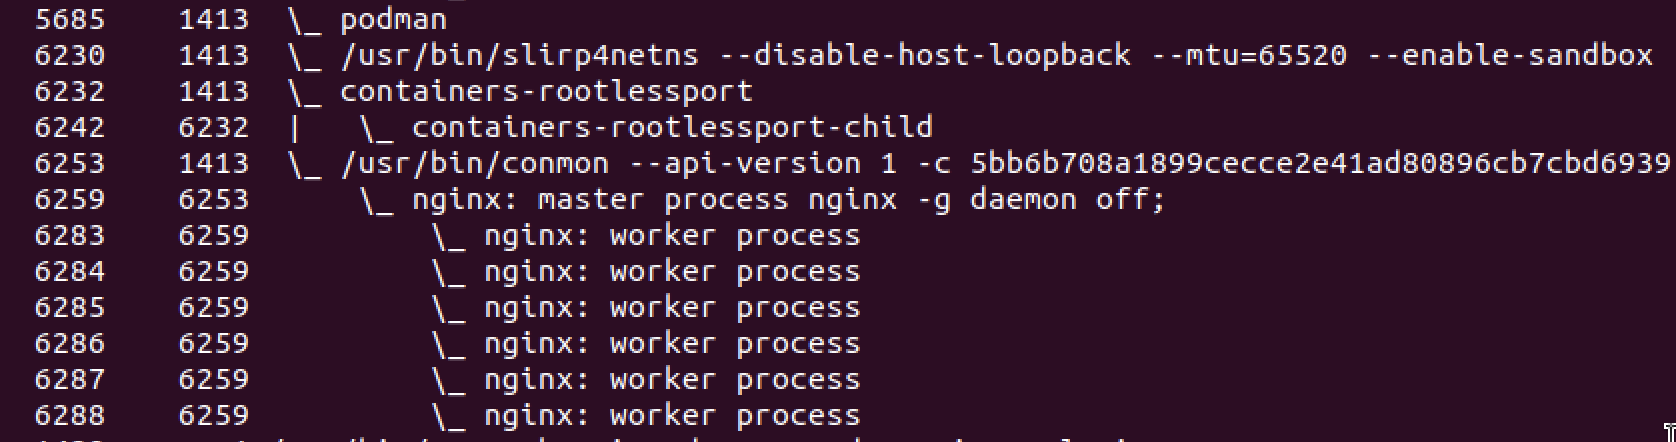 5685 1413 \_ podman
6230 1413 \_ /usr/bin/slirp4netns --disable-host-loopback --mtu=65520 --enable-sandbox
6232 1413 \_ containers-rootlessport
6242 6232 | \_ containers-rootlessport-child
6253 1413 \_ /usr/bin/conmon --api-version 1 -c 5bb6b708a1899cecce2e41ad80896cb7cbd6939
6259 6253 \_ nginx: master process nginx -g daemon off;
6283 6259 \_ nginx: worker process
6284 6259 \_ nginx: worker process
6285 6259 \_ nginx: worker process
6286 6259 \_ nginx: worker process
6287 6259 \_ nginx: worker process
6288 6259 \_ nginx: worker process